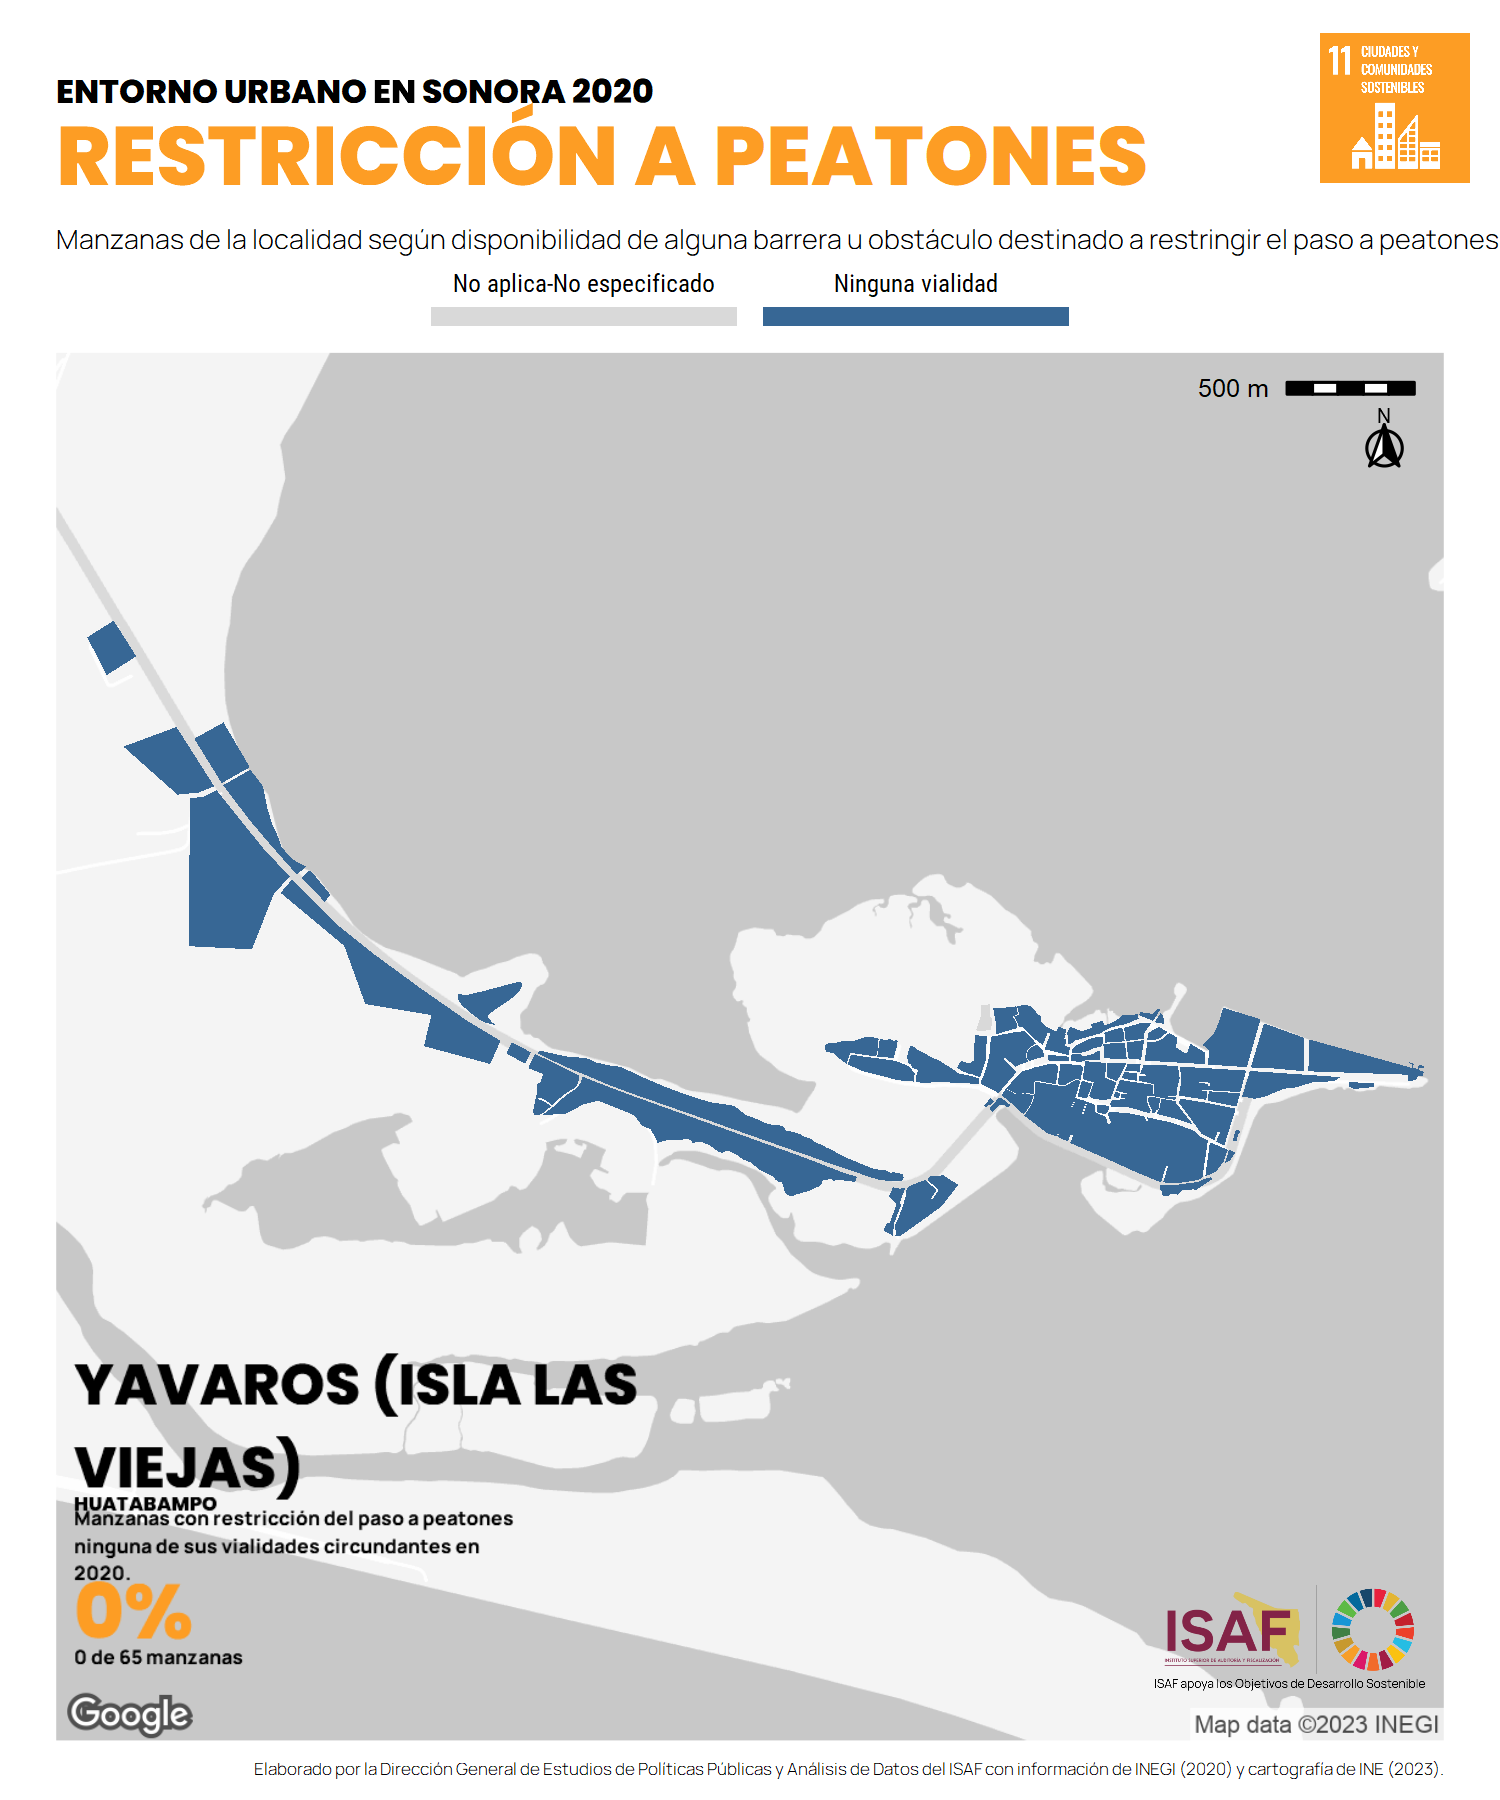 ENTORNO URBANO EN SONORA 2020
RESTRICCIÓN A PEATONES
11 CIUDADES Y
COMUNIDADES
SOSTENIBLES
Manzanas de la localidad según disponibilidad de alguna barrera u obstáculo destinado a restringir el paso a peatones
No aplica-No especificado
Ninguna vialidad
500 m
N
YAVAROS (ISLA LAS
VIEJAS)
HUATABAMPO
Manzanas con restricción del paso a peatones
ninguna de sus vialidades circundantes en
2020.
0%
0 de 65 manzanas
ISAF
INSTITUTO SUPERIOR DE AUDITORÍA Y FISCALIZACIÓN
ISAF apoya los Objetivos de Desarrollo Sostenible
Google
Map data ©2023 INEGI
Elaborado por la Dirección General de Estudios de Políticas Públicas y Análisis de Datos del ISAF con información de INEGI (2020) y cartografía de INE (2023).